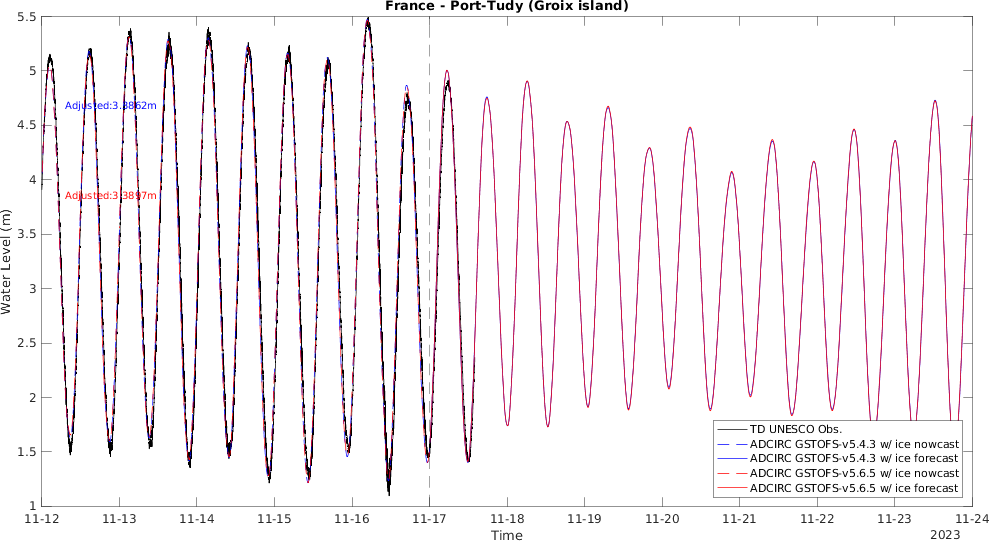 France - Port-Tudy (Groix island)
5.5
5
4.5
4
3.5
3
2.5
2
1.5
1
Water Level (m)
Adjusted:3.3862m
Adjusted:3.3897m
TD UNESCO Obs.
ADCIRC GSTOFS-v5.4.3 w/ ice nowcast
ADCIRC GSTOFS-v5.4.3 w/ ice forecast
ADCIRC GSTOFS-v5.6.5 w/ ice nowcast
ADCIRC GSTOFS-v5.6.5 w/ ice forecast
11-12 11-13 11-14 11-15 11-16 11-17 11-18 11-19 11-20 11-21 11-22 11-23 11-24
Time
2023